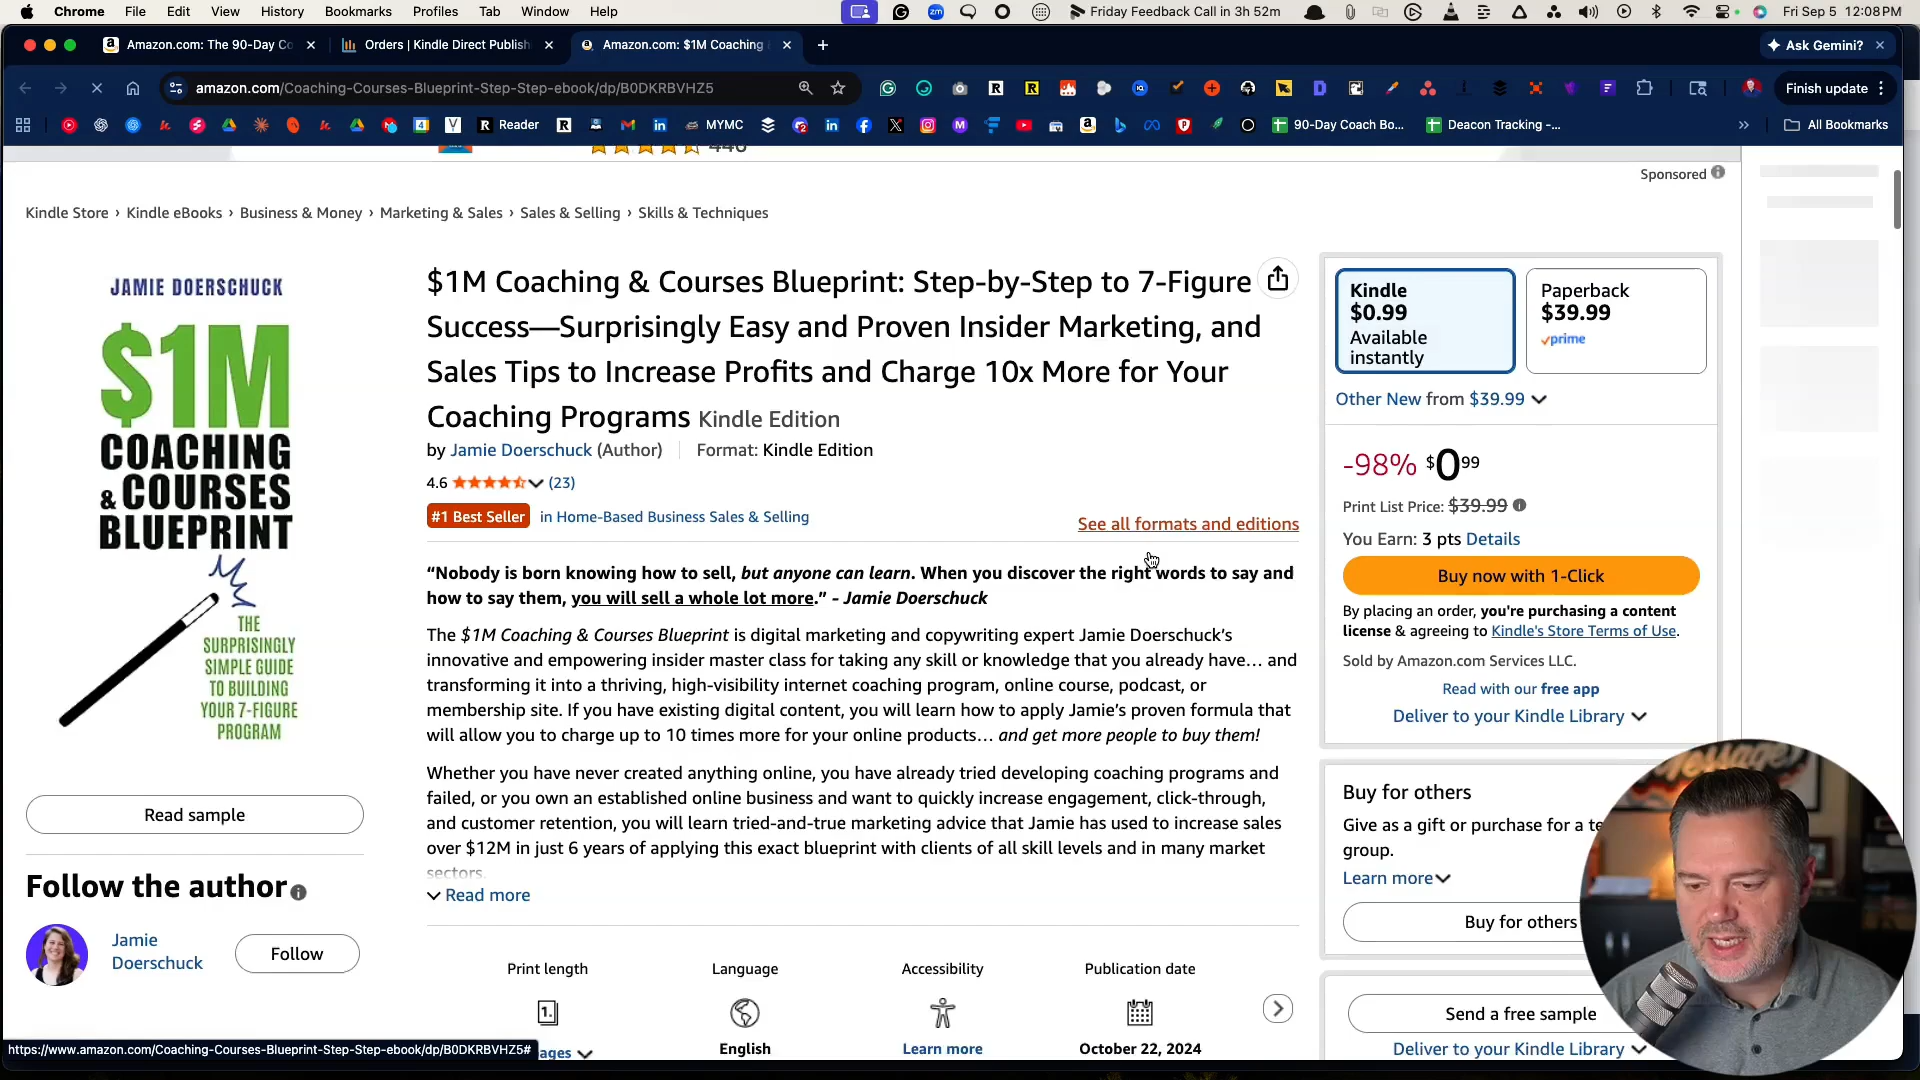 Chrome File Edit View History Bookmarks Profiles Tab Window Help
Friday Feedback Call in 3h 52m
Fri Sep 5 12:08 PM
Amazon.com: The 90-Day Co
Orders | Kindle Direct Publish
Amazon.com: $1M Coaching
Ask Gemini?
amazon.com/Coaching-Courses-Blueprint-Step-Step-ebook/dp/B0DKRBVHZ5
Finish update
Reader
MYMC
90-Day Coach Bo...
Deacon Tracking -...
All Bookmarks
446
Sponsored
Kindle Store › Kindle eBooks › Business & Money › Marketing & Sales › Sales & Selling › Skills & Techniques
JAMIE DOERSCHUCK
$1M
COACHING
& COURSES
BLUEPRINT
THE
SURPRISINGLY
SIMPLE GUIDE
TO BUILDING
YOUR 7-FIGURE
PROGRAM
Read sample
Follow the author
Jamie
Doerschuck
Follow
$1M Coaching & Courses Blueprint: Step-by-Step to 7-Figure
Success—Surprisingly Easy and Proven Insider Marketing, and
Sales Tips to Increase Profits and Charge 10x More for Your
Coaching Programs Kindle Edition
by Jamie Doerschuck (Author) Format: Kindle Edition
4.6 (23)
#1 Best Seller in Home-Based Business Sales & Selling
See all formats and editions
“Nobody is born knowing how to sell, but anyone can learn. When you discover the right words to say and
how to say them, you will sell a whole lot more.” - Jamie Doerschuck
The $1M Coaching & Courses Blueprint is digital marketing and copywriting expert Jamie Doerschuck’s
innovative and empowering insider master class for taking any skill or knowledge that you already have… and
transforming it into a thriving, high-visibility internet coaching program, online course, podcast, or
membership site. If you have existing digital content, you will learn how to apply Jamie’s proven formula that
will allow you to charge up to 10 times more for your online products… and get more people to buy them!
Whether you have never created anything online, you have already tried developing coaching programs and
failed, or you own an established online business and want to quickly increase engagement, click-through,
and customer retention, you will learn tried-and-true marketing advice that Jamie has used to increase sales
over $12M in just 6 years of applying this exact blueprint with clients of all skill levels and in many market
sectors.
Read more
Print length
Language
Accessibility
Publication date
1.
ages
English
Learn more
October 22, 2024
Kindle
$0.99
Available
instantly
Paperback
$39.99
prime
Other New from $39.99
-98% $0.99
Print List Price: $39.99
You Earn: 3 pts Details
Buy now with 1-Click
By placing an order, you're purchasing a content
license & agreeing to Kindle's Store Terms of Use.
Sold by Amazon.com Services LLC.
Read with our free app
Deliver to your Kindle Library
Buy for others
Give as a gift or purchase for a te
group.
Learn more
Buy for others
Send a free sample
Deliver to your Kindle Library
https://www.amazon.com/Coaching-Courses-Blueprint-Step-Step-ebook/dp/B0DKRBVHZ5#